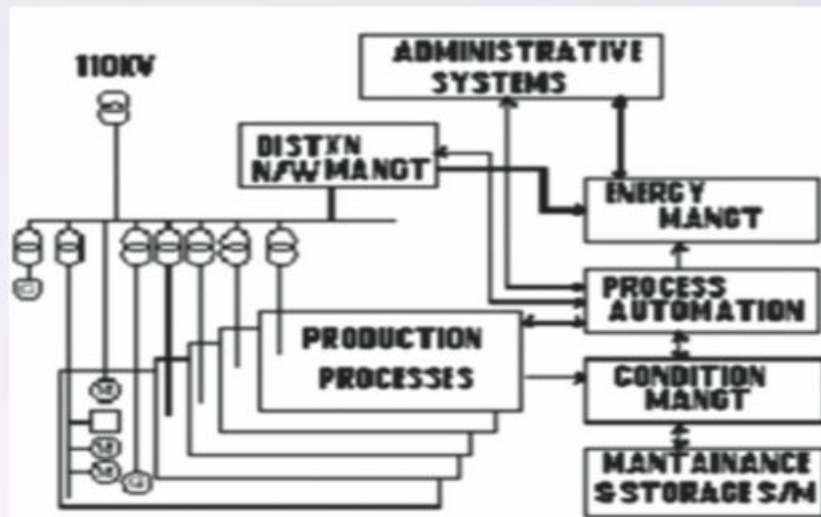 110KV
ADMINISTRATIVE
SYSTEMS
DISTXN
N/W MANGT
ENERGY
MANGT
PROCESS
AUTOMATION
PRODUCTION
PROCESSES
CONDITION
MANGT
MANTAINANCE
& STORAGE S/M